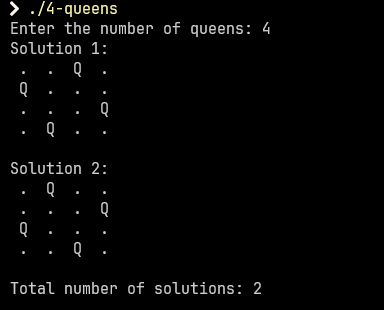 ❯ ./4-queens
Enter the number of queens: 4
Solution 1:
 .  .  Q  .
 Q  .  .  .
 .  .  .  Q
 .  Q  .  .

Solution 2:
 .  Q  .  .
 .  .  .  Q
 Q  .  .  .
 .  .  Q  .

Total number of solutions: 2